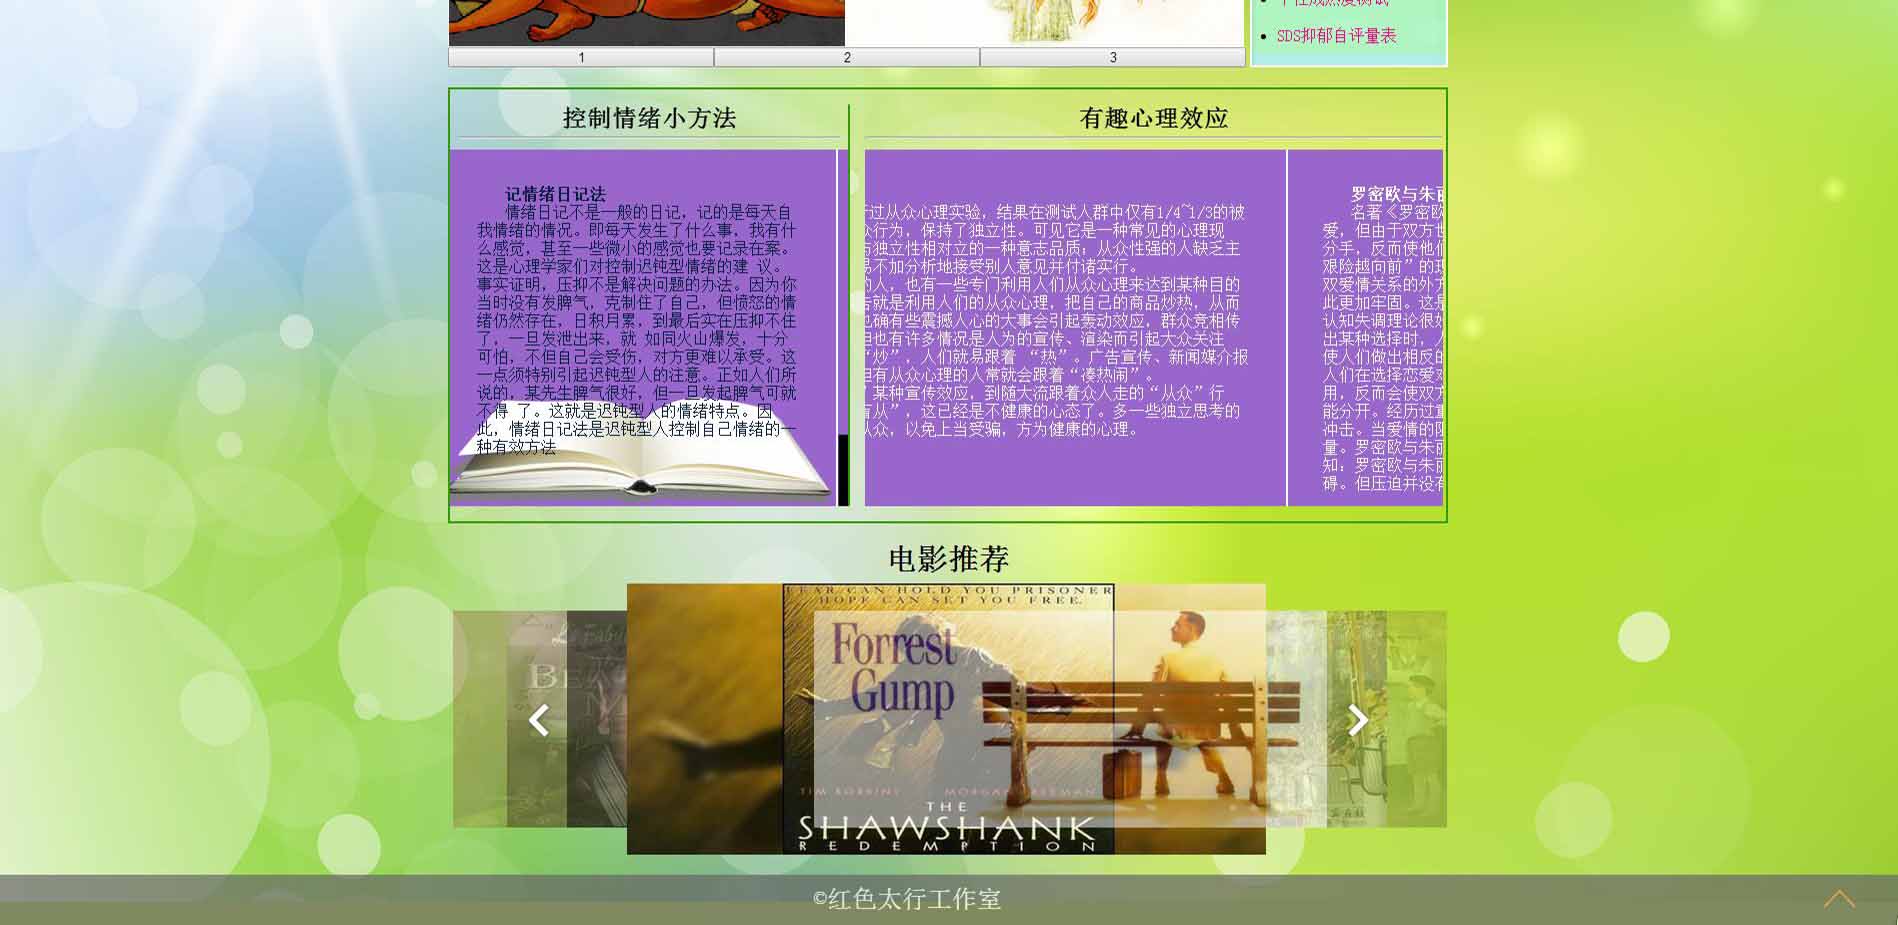 SDS抑郁自评量表
1 2 3
控制情绪小方法
记情绪日记法
情绪日记不是一般的日记，记的是每天自
我情绪的情况。即每天发生了什么事，我有什
么感觉，甚至一些微小的感觉也要记录在案。
这是心理学家们对控制迟钝型情绪的建 议。
事实证明，压抑不是解决问题的办法。因为你
当时没有发脾气，克制住了自己，但愤怒的情
绪仍然存在，日积月累，到最后实在压抑不住
了，一旦发泄出来，就 如同火山爆发，十分
可怕，不但自己会受伤，对方更难以承受。这
一点须特别引起迟钝型人的注意。正如人们所
说的，某先生脾气很好，但一旦发起脾气可就
不得 了。这就是迟钝型人的情绪特点。因
此，情绪日记法是迟钝型人控制自己情绪的一
种有效方法
有趣心理效应
过从众心理实验，结果在测试人群中仅有1/4~1/3的被
众行为，保持了独立性。可见它是一种常见的心理现
与独立性相对立的一种意志品质；从众性强的人缺乏主
易不加分析地接受别人意见并付诸实行。
的人，也有一些专门利用人们从众心理来达到某种目的
告就是利用人们的从众心理，把自己的商品炒热，从而
也确有些震撼人心的大事会引起轰动效应，群众竞相传
但也有许多情况是人为的宣传、渲染而引起大众关注
“炒”，人们就易跟着 “热”。广告宣传、新闻媒介报
但有从众心理的人常就会跟着“凑热闹”。
”某种宣传效应，到随大流跟着众人走的“从众”行
盲从”，这已经是不健康的心态了。多一些独立思考的
从众，以免上当受骗，方为健康的心理。
罗密欧与朱丽
名著《罗密欧
爱，但由于双方世
分手，反而使他们
艰险越向前”的现
双爱情关系的外方
此更加牢固。这是
认知失调理论很好
出某种选择时，人
使人们做出相反的
人们在选择恋爱对
用，反而会使双方
能分开。经历过重
冲击。当爱情的阻
量。罗密欧与朱丽
知：罗密欧与朱丽
碍。但压迫并没有
电影推荐
FEAR CAN HOLD YOU PRISONER
HOPE CAN SET YOU FREE.
Forrest
Gump
TIM ROBBINS MORGAN FREEMAN
THE
SHAWSHANK
REDEMPTION
©红色太行工作室